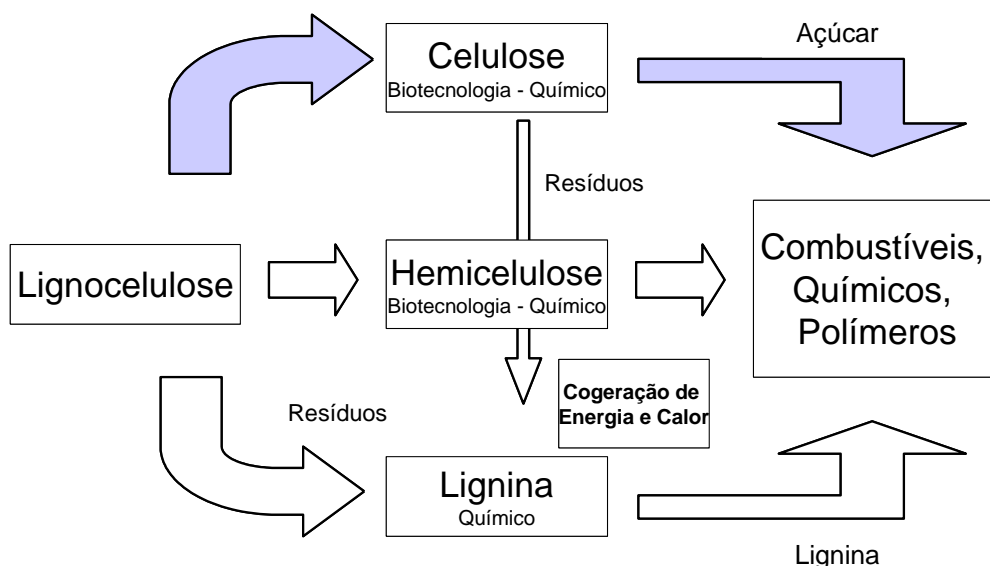 Celulose
Biotecnologia - Químico
Açúcar
Resíduos
Lignocelulose
Hemicelulose
Biotecnologia - Químico
Combustíveis,
Químicos,
Polímeros
Cogeração de
Energia e Calor
Resíduos
Lignina
Químico
Lignina